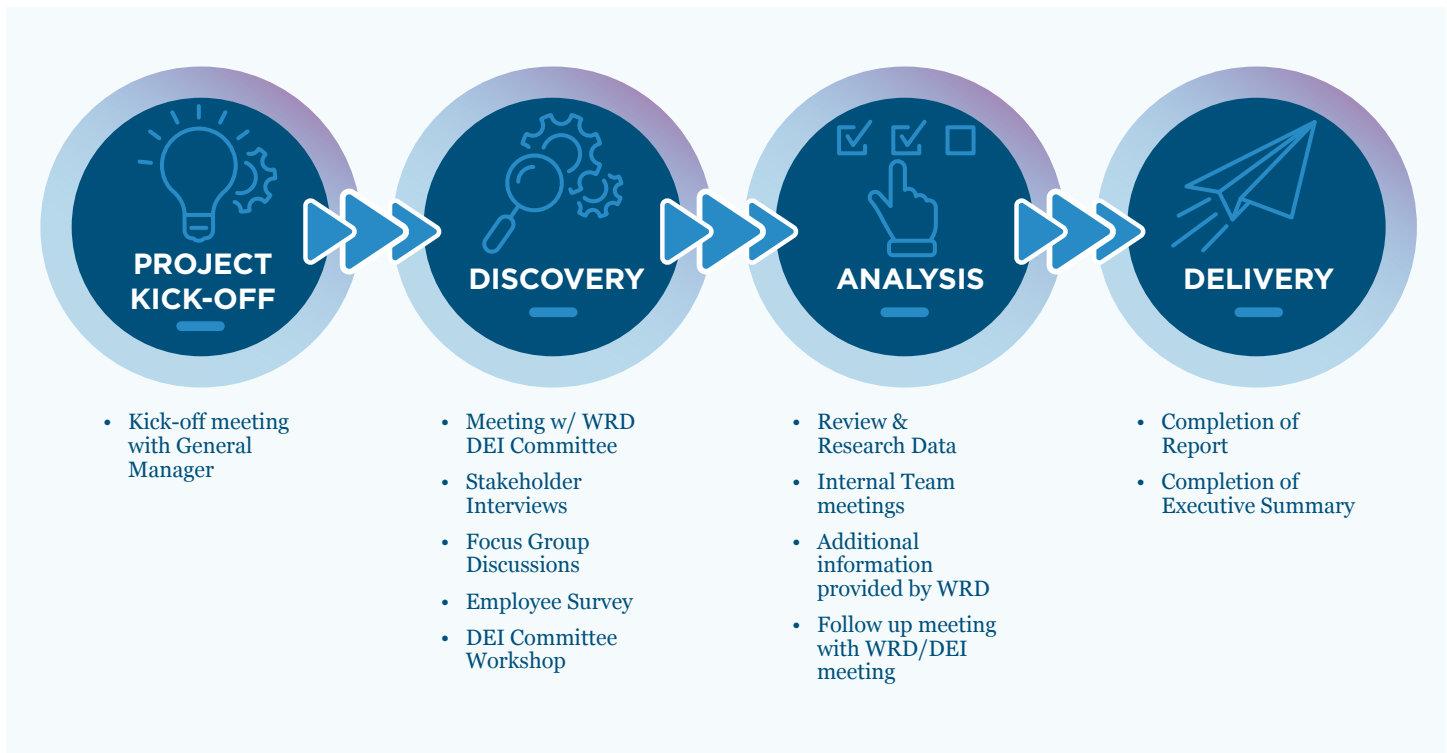 PROJECT
KICK-OFF
• Kick-off meeting
with General
Manager
DISCOVERY
• Meeting w/ WRD
DEI Committee
• Stakeholder
Interviews
• Focus Group
Discussions
• Employee Survey
• DEI Committee
Workshop
ANALYSIS
• Review &
Research Data
• Internal Team
meetings
• Additional
information
provided by WRD
• Follow up meeting
with WRD/DEI
meeting
DELIVERY
• Completion of
Report
• Completion of
Executive Summary